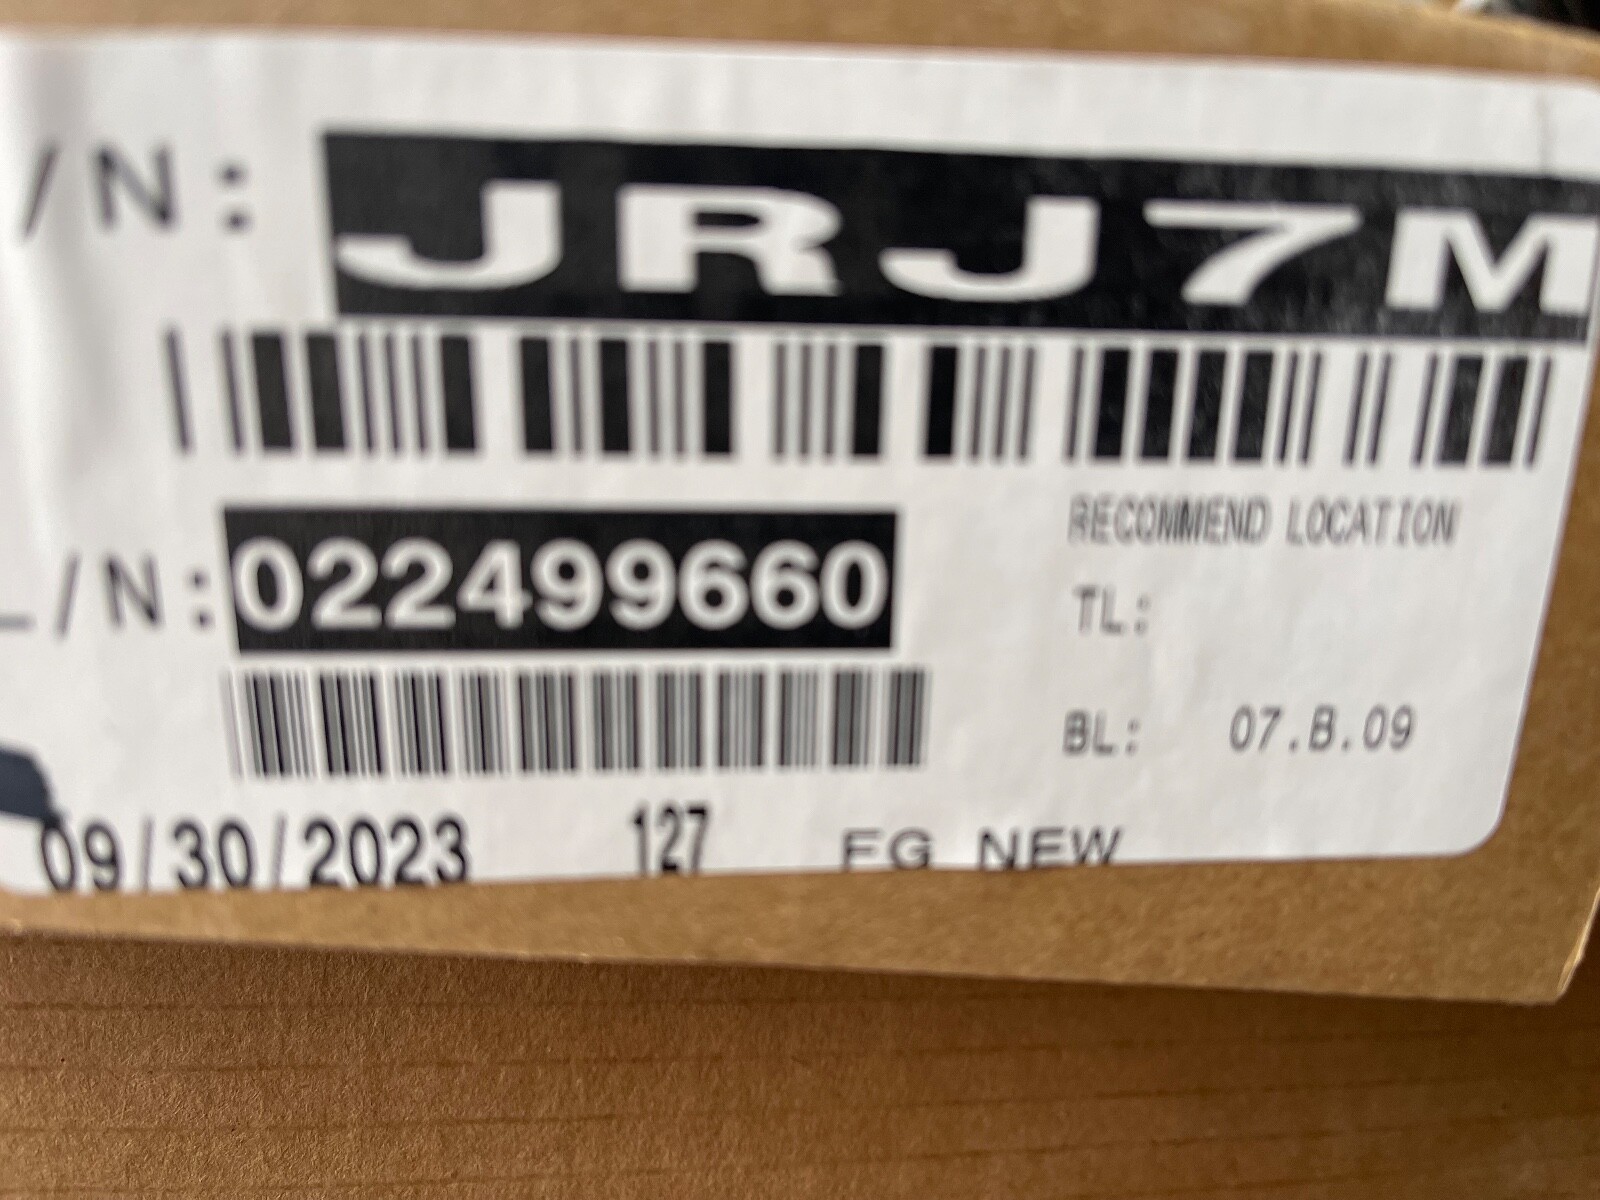 /N: JRJ7M
/N: 022499660
RECOMMEND LOCATION
TL:
BL: 07.B.09
09/30/2023 127 FG NEW